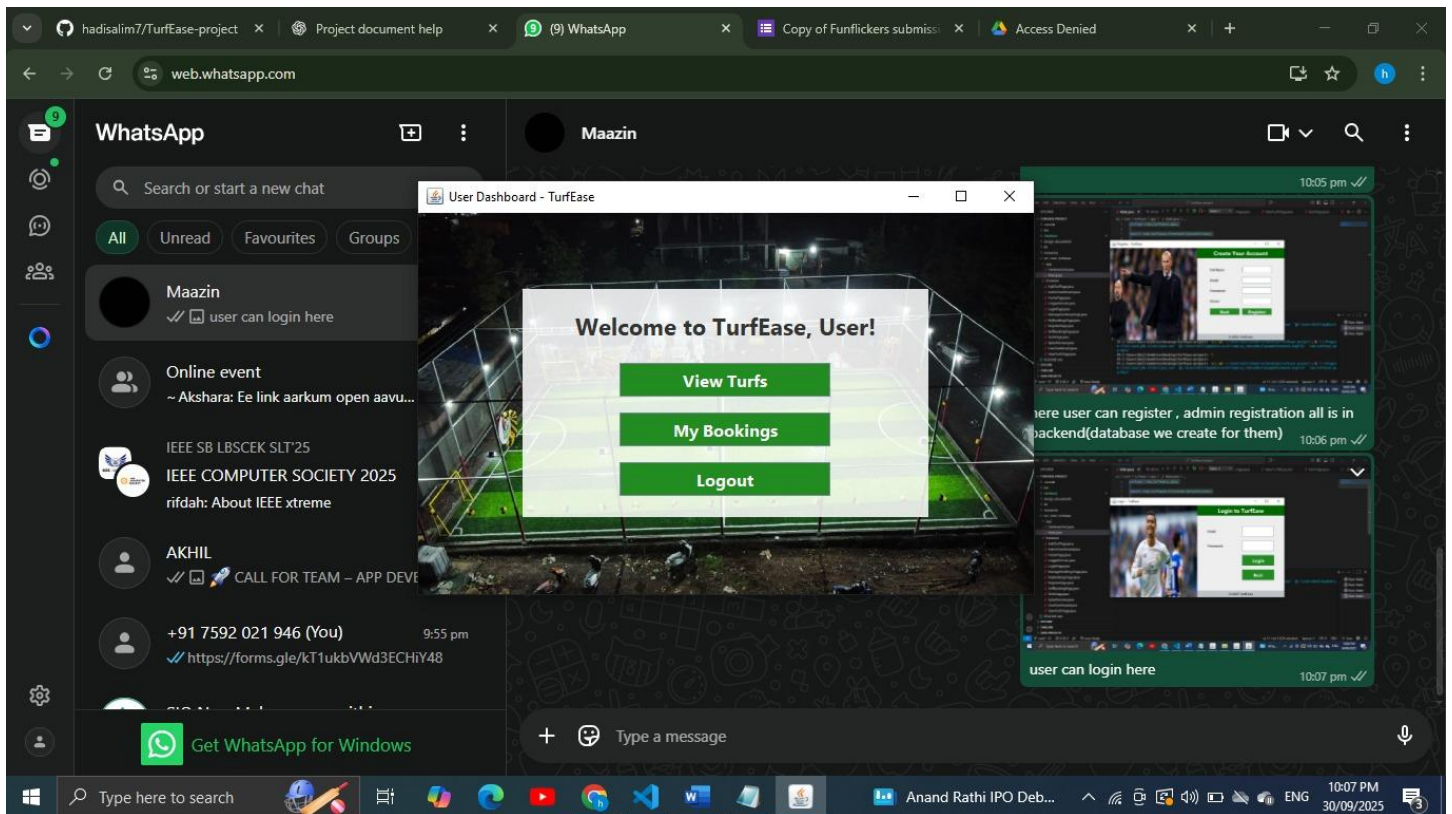 hadisalim7/TurfEase-project
Project document help
(9) WhatsApp
Copy of Funflickers submiss
Access Denied
web.whatsapp.com
h
9
WhatsApp
Maazin
Search or start a new chat
All
Unread
Favourites
Groups
Maazin
user can login here
Online event
~ Akshara: Ee link aarkum open aavu...
IEEE SB LBSCEK SLT'25
IEEE COMPUTER SOCIETY 2025
rifdah: About IEEE xtreme
AKHIL
CALL FOR TEAM – APP DEVE
+91 7592 021 946 (You)
9:55 pm
https://forms.gle/kT1ukbVWd3ECHiY48
Get WhatsApp for Windows
User Dashboard - TurfEase
Welcome to TurfEase, User!
View Turfs
My Bookings
Logout
10:05 pm
Create Your Account
Back
Register
here user can register , admin registration all is in
backend(database we create for them)
10:06 pm
Login to TurfEase
Login
Back
user can login here
10:07 pm
Type a message
Type here to search
Anand Rathi IPO Deb...
ENG
10:07 PM
30/09/2025
3